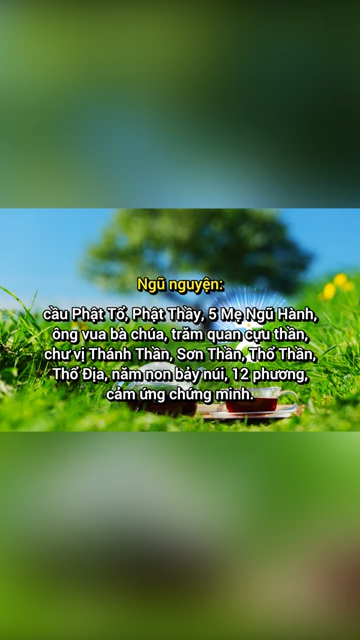 Ngũ nguyện:
cầu Phật Tổ, Phật Thầy, 5 Mẹ Ngũ Hành,
ông vua bà chúa, trăm quan cựu thần,
chư vị Thánh Thần, Sơn Thần, Thổ Thần,
Thổ Địa, năm non bảy núi, 12 phương,
cảm ứng chứng minh.